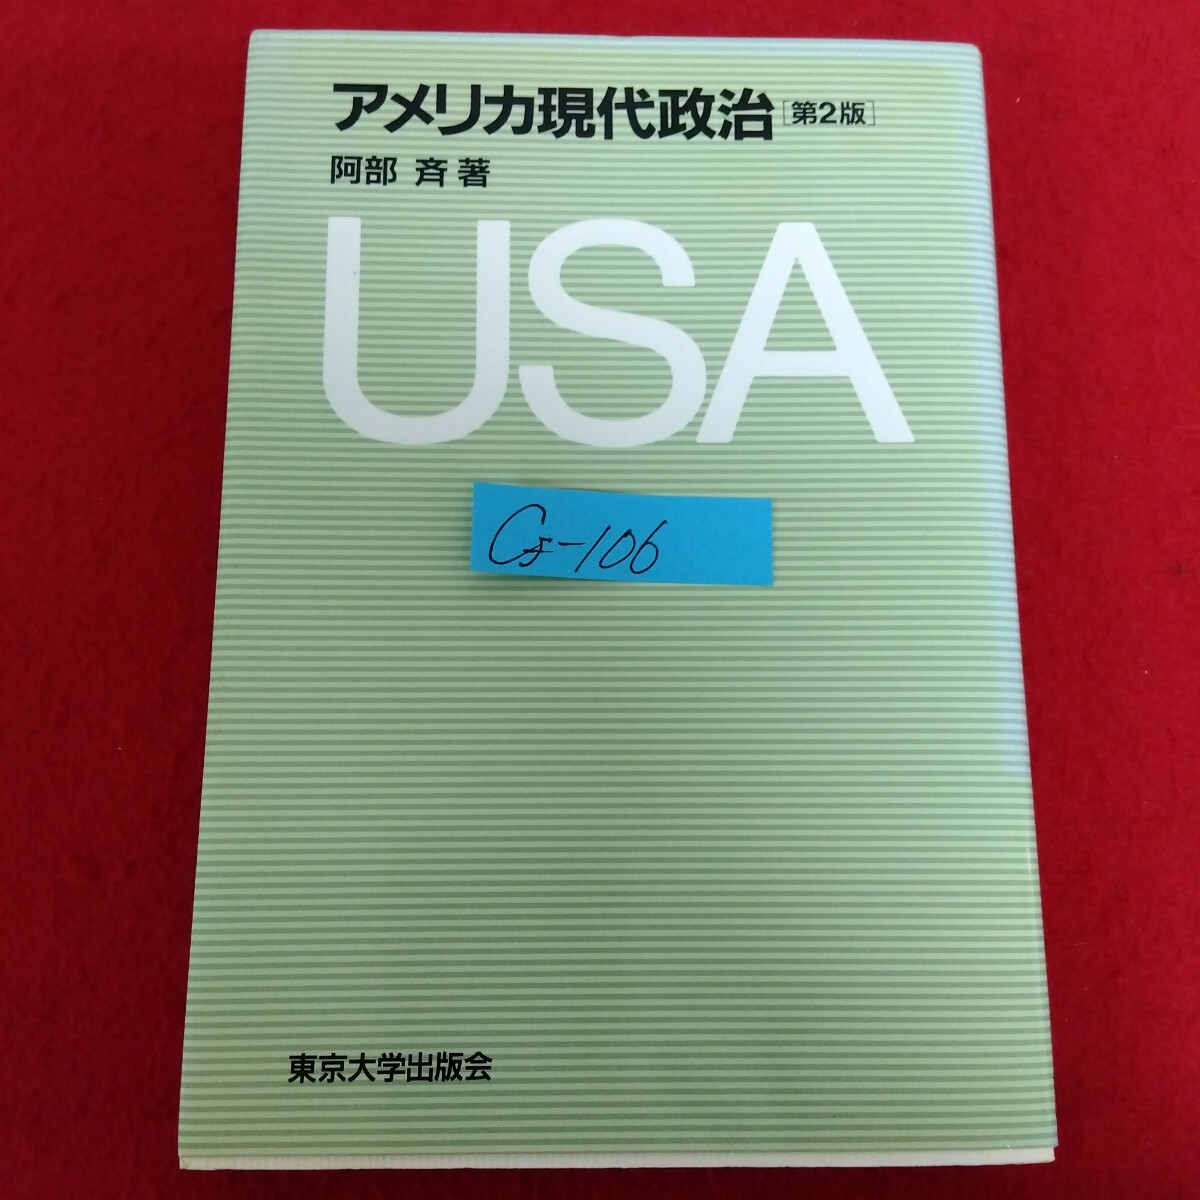 アメリカ現代政治[第2版]
阿部 斉 著
USA
-106
東京大学出版会